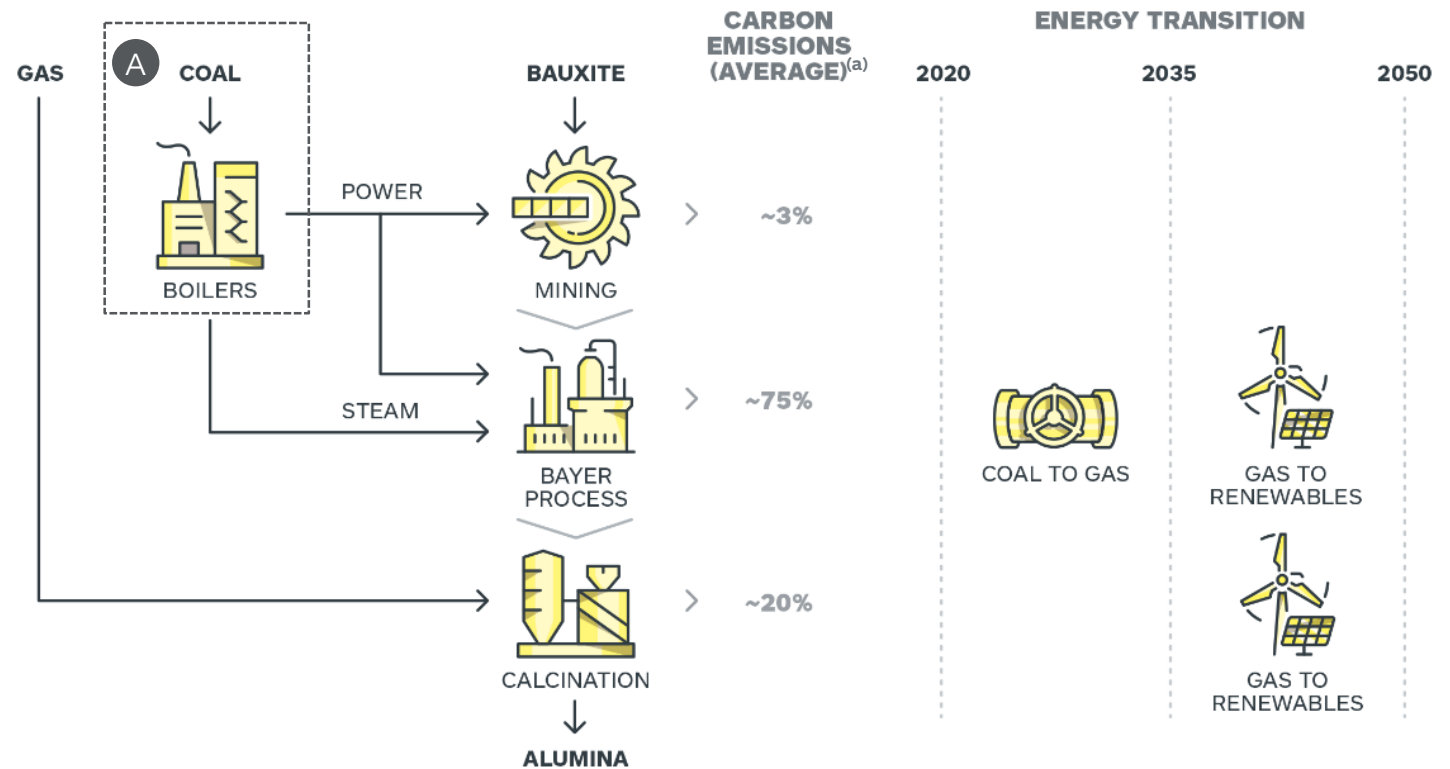 CARBON
EMISSIONS
(AVERAGE)(a)
ENERGY TRANSITION
GAS
A
COAL
BAUXITE
2020
2035
2050
POWER
~3%
BOILERS
MINING
STEAM
~75%
BAYER
PROCESS
COAL TO GAS
GAS TO
RENEWABLES
~20%
CALCINATION
GAS TO
RENEWABLES
ALUMINA